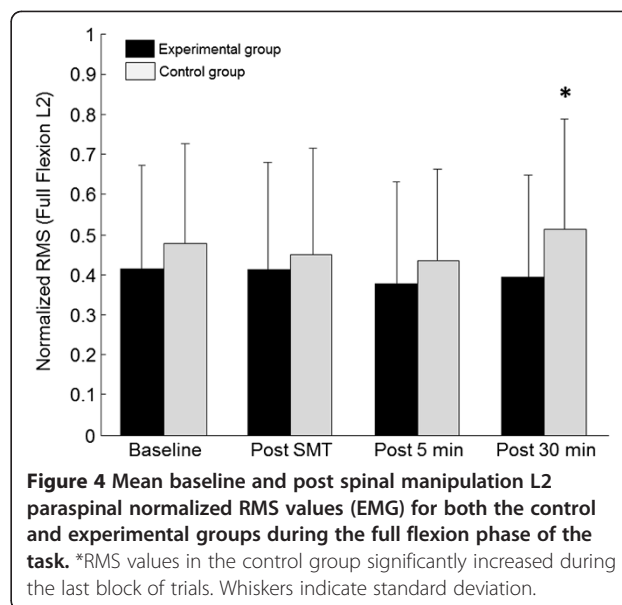 1
Experimental group
0.9
Control group
0.8
*
0.7
0.6
0.5
0.4
0.3
0.2
0.1
0
Normalized RMS (Full Flexion L2)
Baseline Post SMT Post 5 min Post 30 min
Figure 4 Mean baseline and post spinal manipulation L2
paraspinal normalized RMS values (EMG) for both the control
and experimental groups during the full flexion phase of the
task. *RMS values in the control group significantly increased during
the last block of trials. Whiskers indicate standard deviation.